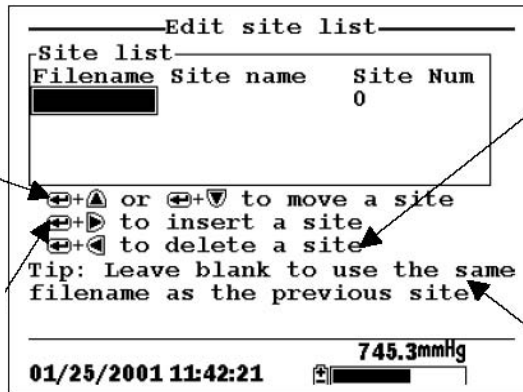 Edit site list
Site list
Filename Site name Site Num
0
+ or + to move a site
+ to insert a site
+ to delete a site
Tip: Leave blank to use the same
filename as the previous site
745.3mmHg
01/25/2001 11:42:21